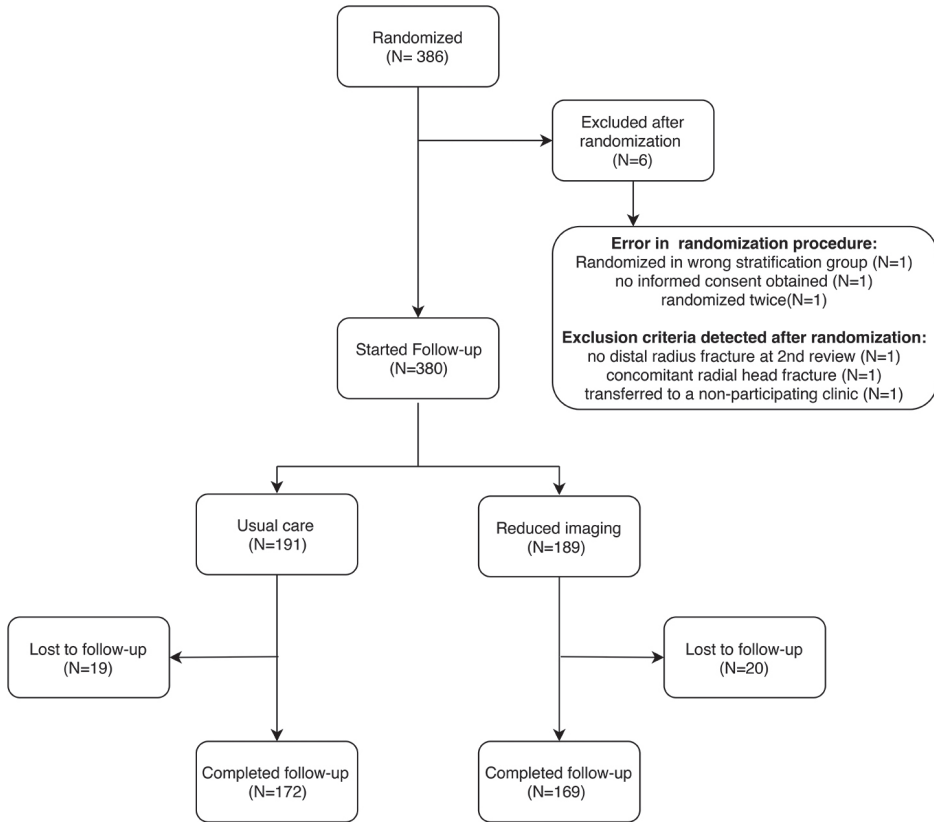 Randomized
(N= 386)
Excluded after
randomization
(N=6)
Error in randomization procedure:
Randomized in wrong stratification group (N=1)
no informed consent obtained (N=1)
randomized twice(N=1)
Exclusion criteria detected after randomization:
no distal radius fracture at 2nd review (N=1)
concomitant radial head fracture (N=1)
transferred to a non-participating clinic (N=1)
Started Follow-up
(N=380)
Usual care
(N=191)
Reduced imaging
(N=189)
Lost to follow-up
(N=19)
Lost to follow-up
(N=20)
Completed follow-up
(N=172)
Completed follow-up
(N=169)